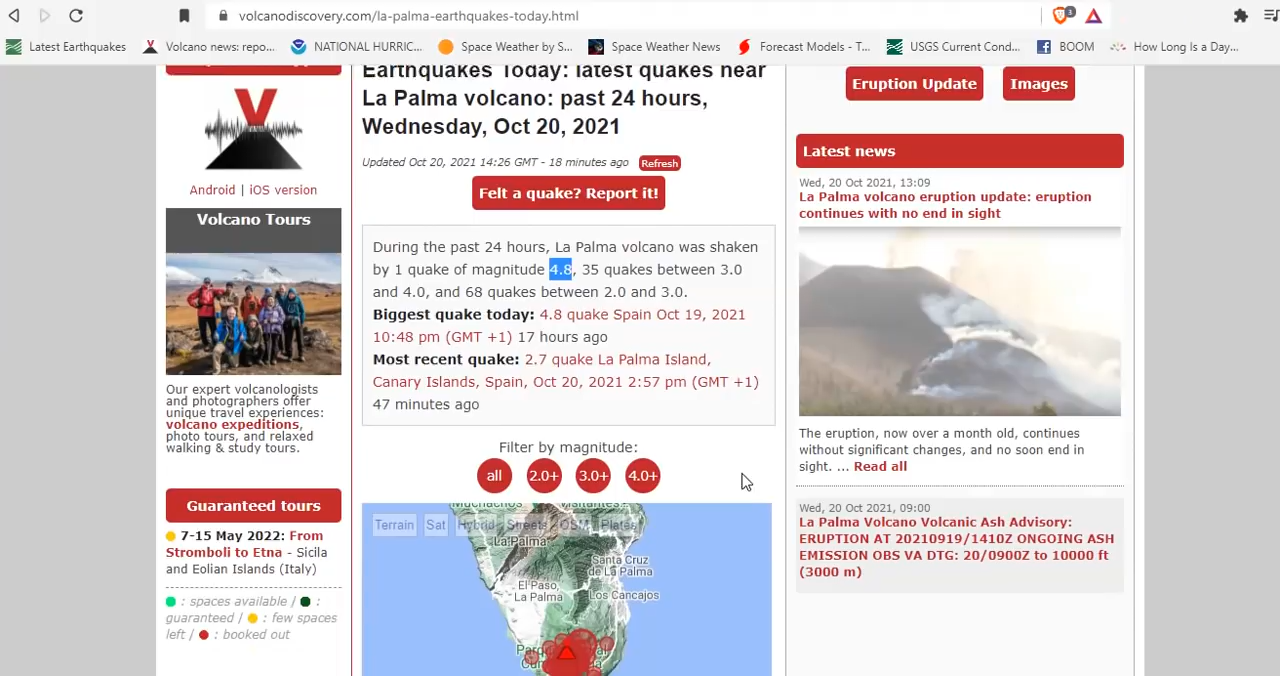 volcanodiscovery.com/la-palma-earthquakes-today.html
3
Latest Earthquakes
Volcano news: repo...
NATIONAL HURRIC...
Space Weather by S...
Space Weather News
Forecast Models - T...
USGS Current Cond...
BOOM
How Long Is a Day...
Android | iOS version
Volcano Tours
Our expert volcanologists
and photographers offer
unique travel experiences:
volcano expeditions,
photo tours, and relaxed
walking & study tours.
Guaranteed tours
7-15 May 2022: From
Stromboli to Etna - Sicila
and Eolian Islands (Italy)
: spaces available / :
guaranteed / : few spaces
left / : booked out
Earthquakes Today: latest quakes near
La Palma volcano: past 24 hours,
Wednesday, Oct 20, 2021
Updated Oct 20, 2021 14:26 GMT - 18 minutes ago Refresh
Felt a quake? Report it!
During the past 24 hours, La Palma volcano was shaken
by 1 quake of magnitude 4.8, 35 quakes between 3.0
and 4.0, and 68 quakes between 2.0 and 3.0.
Biggest quake today: 4.8 quake Spain Oct 19, 2021
10:48 pm (GMT +1) 17 hours ago
Most recent quake: 2.7 quake La Palma Island,
Canary Islands, Spain, Oct 20, 2021 2:57 pm (GMT +1)
47 minutes ago
Filter by magnitude:
all 2.0+ 3.0+ 4.0+
Terrain Sat Hybrid Streets OSM Plates
La Palma
Santa Cruz
de La Palma
El Paso,
La Palma
Los Cancajos
Eruption Update
Images
Latest news
Wed, 20 Oct 2021, 13:09
La Palma volcano eruption update: eruption
continues with no end in sight
The eruption, now over a month old, continues
without significant changes, and no soon end in
sight. ... Read all
Wed, 20 Oct 2021, 09:00
La Palma Volcano Volcanic Ash Advisory:
ERUPTION AT 20210919/1410Z ONGOING ASH
EMISSION OBS VA DTG: 20/0900Z to 10000 ft
(3000 m)